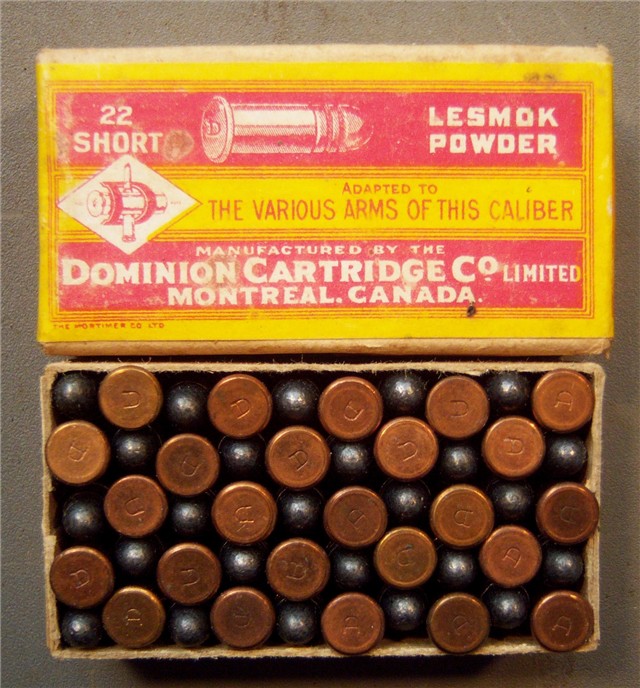 22
SHORT
D
LESMOK
POWDER
ADAPTED TO
THE VARIOUS ARMS OF THIS CALIBER
MANUFACTURED BY THE
DOMINION CARTRIDGE CO LIMITED
MONTREAL. CANADA.
THE MORTIMER CO LTD
D D D D D
D D D D D
D D D D D
D D D D D
D D D D D